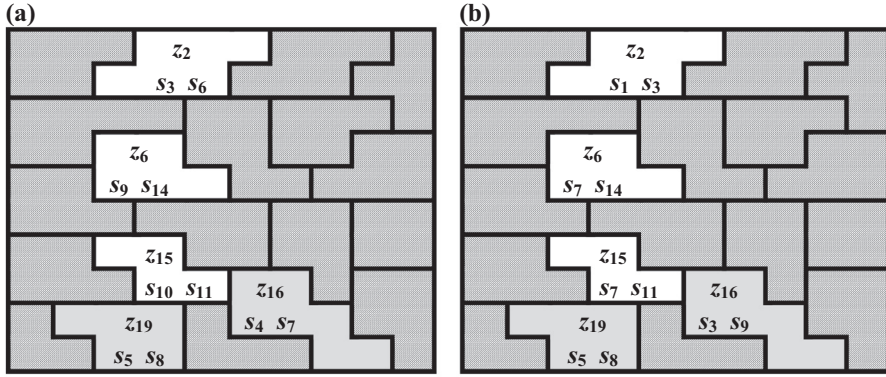 (a)
z2
s3 s6
z6
s9 s14
z15
s10 s11
z16
s4 s7
z19
s5 s8
(b)
z2
s1 s3
z6
s7 s14
z15
s7 s11
z16
s3 s9
z19
s5 s8